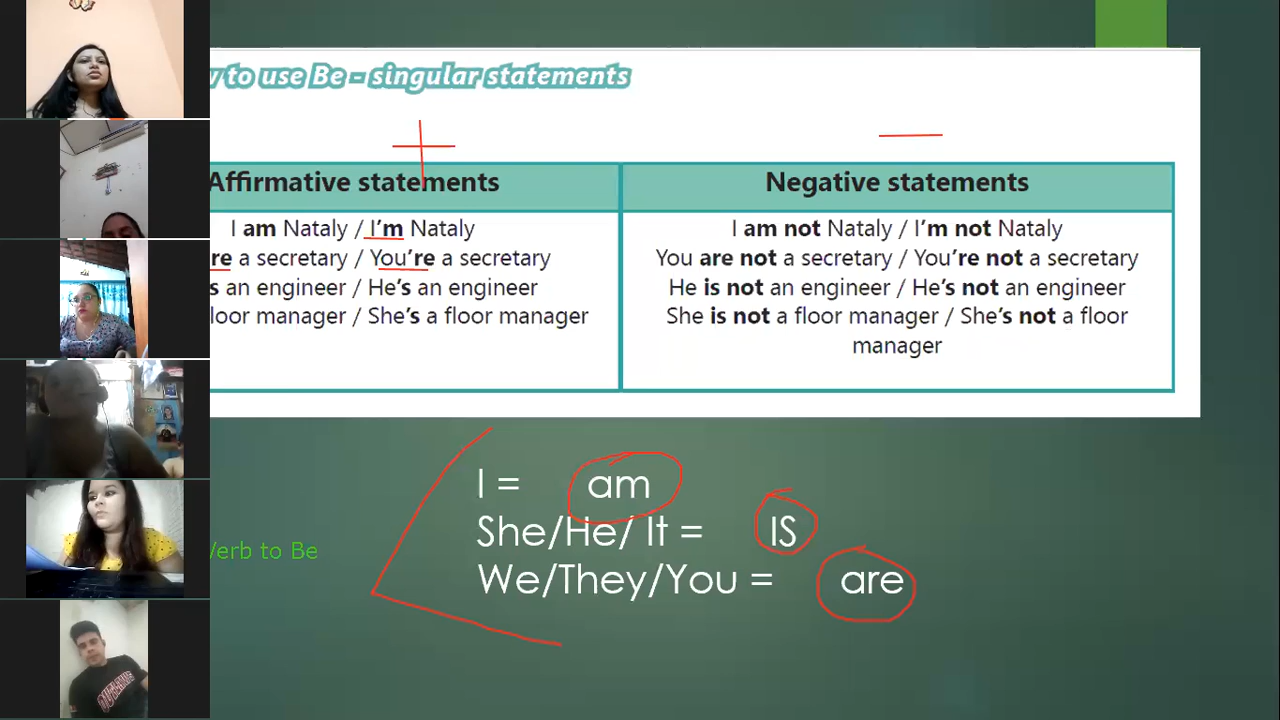 to use Be - singular statements
Affirmative statements
I am Nataly / I'm Nataly
a secretary / You're a secretary
an engineer / He's an engineer
floor manager / She's a floor manager
Negative statements
I am not Nataly / I'm not Nataly
You are not a secretary / You're not a secretary
He is not an engineer / He's not an engineer
She is not a floor manager / She's not a floor
manager
I = am
She/He/ It = IS
We/They/You = are
Verb to Be